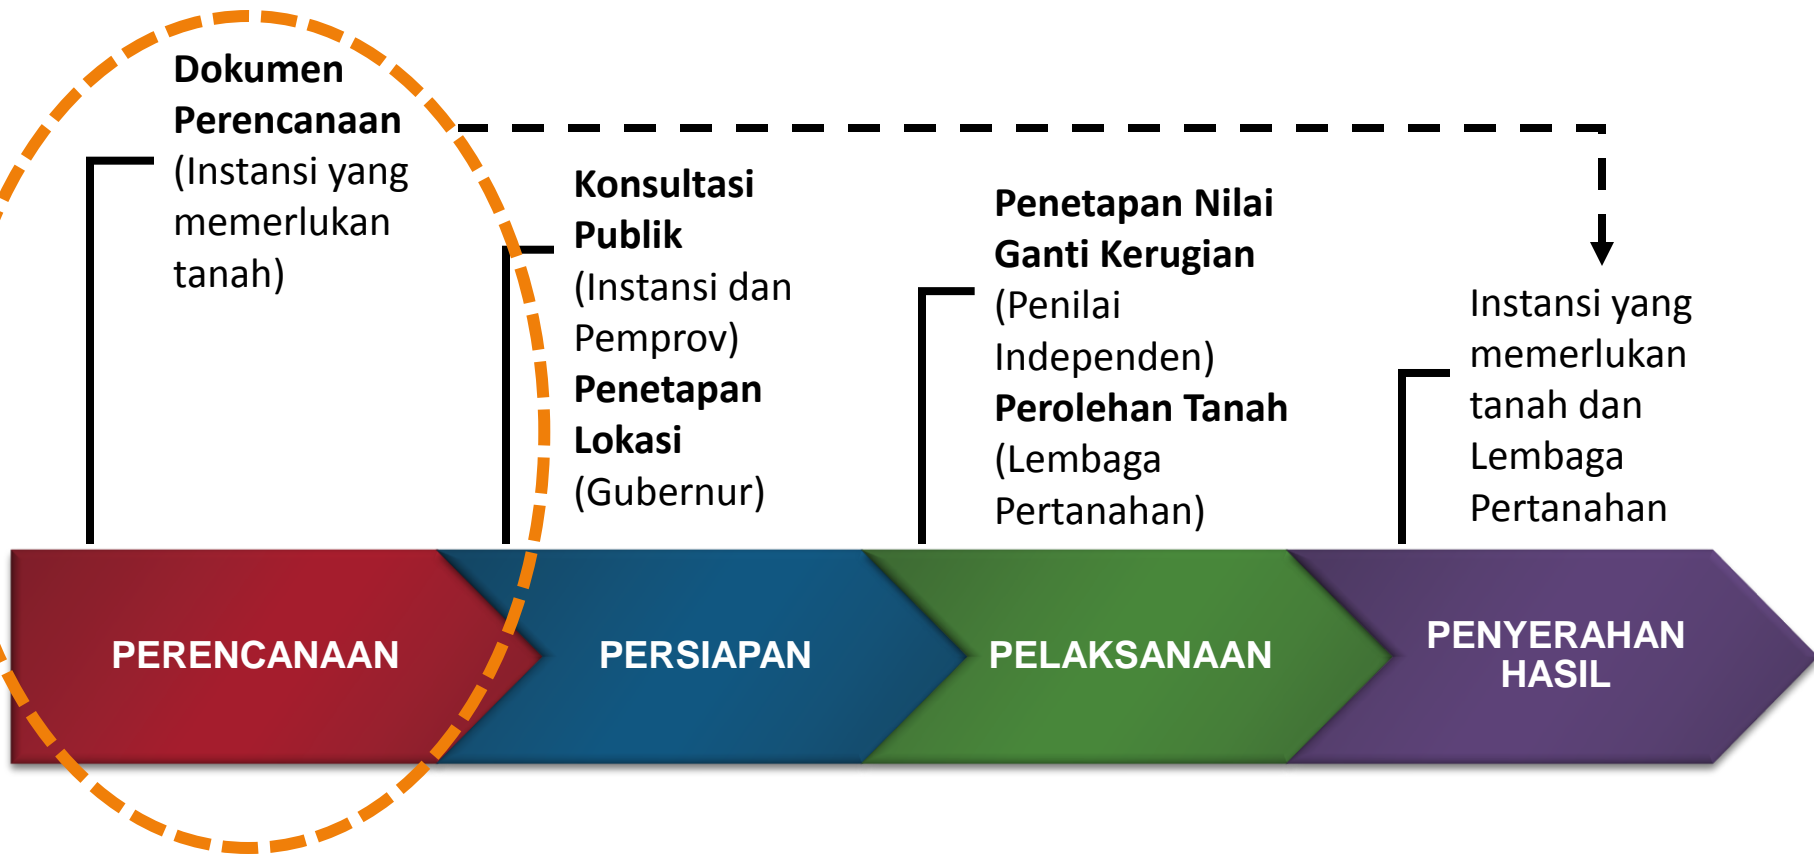 Dokumen
Perencanaan
(Instansi yang
memerlukan
tanah)
Konsultasi
Publik
(Instansi dan
Pemprov)
Penetapan
Lokasi
(Gubernur)
Penetapan Nilai
Ganti Kerugian
(Penilai
Independen)
Perolehan Tanah
(Lembaga
Pertanahan)
Instansi yang
memerlukan
tanah dan
Lembaga
Pertanahan
PERENCANAAN
PERSIAPAN
PELAKSANAAN
PENYERAHAN
HASIL